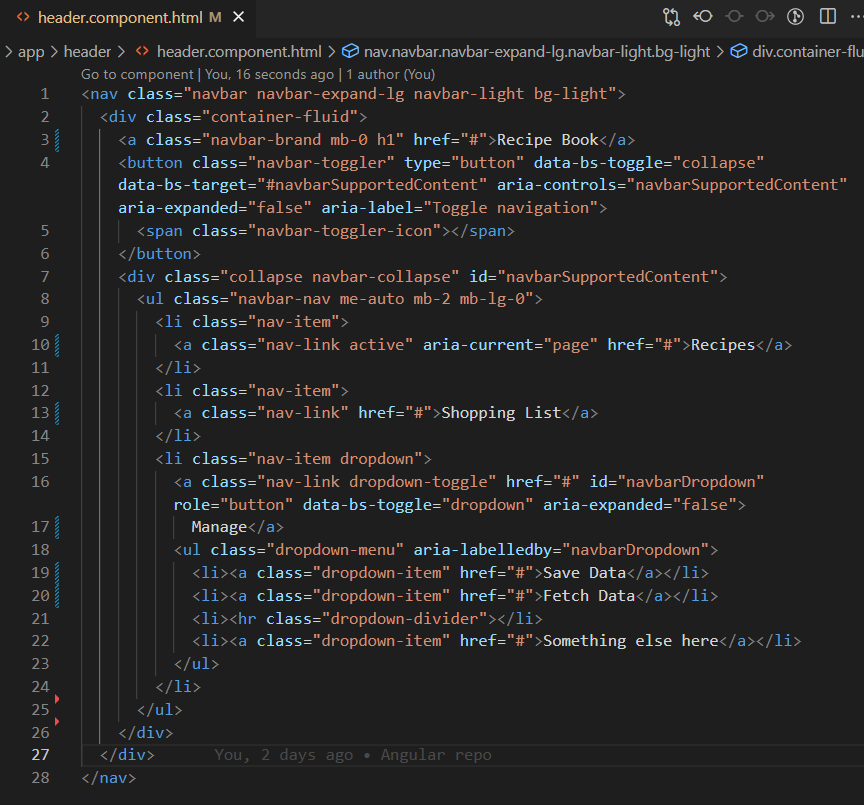 header.component.html M
app > header > header.component.html > nav.navbar.navbar-expand-lg.navbar-light.bg-light > div.container-flu
Go to component | You, 16 seconds ago | 1 author (You)
1 <nav class="navbar navbar-expand-lg navbar-light bg-light">
2 <div class="container-fluid">
3 <a class="navbar-brand mb-0 h1" href="#">Recipe Book</a>
4 <button class="navbar-toggler" type="button" data-bs-toggle="collapse"
data-bs-target="#navbarSupportedContent" aria-controls="navbarSupportedContent"
aria-expanded="false" aria-label="Toggle navigation">
5 <span class="navbar-toggler-icon"></span>
6 </button>
7 <div class="collapse navbar-collapse" id="navbarSupportedContent">
8 <ul class="navbar-nav me-auto mb-2 mb-lg-0">
9 <li class="nav-item">
10 <a class="nav-link active" aria-current="page" href="#">Recipes</a>
11 </li>
12 <li class="nav-item">
13 <a class="nav-link" href="#">Shopping List</a>
14 </li>
15 <li class="nav-item dropdown">
16 <a class="nav-link dropdown-toggle" href="#" id="navbarDropdown"
role="button" data-bs-toggle="dropdown" aria-expanded="false">
17 Manage</a>
18 <ul class="dropdown-menu" aria-labelledby="navbarDropdown">
19 <li><a class="dropdown-item" href="#">Save Data</a></li>
20 <li><a class="dropdown-item" href="#">Fetch Data</a></li>
21 <li><hr class="dropdown-divider"></li>
22 <li><a class="dropdown-item" href="#">Something else here</a></li>
23 </ul>
24 </li>
25 </ul>
26 </div>
27 </div> You, 2 days ago • Angular repo
28 </nav>